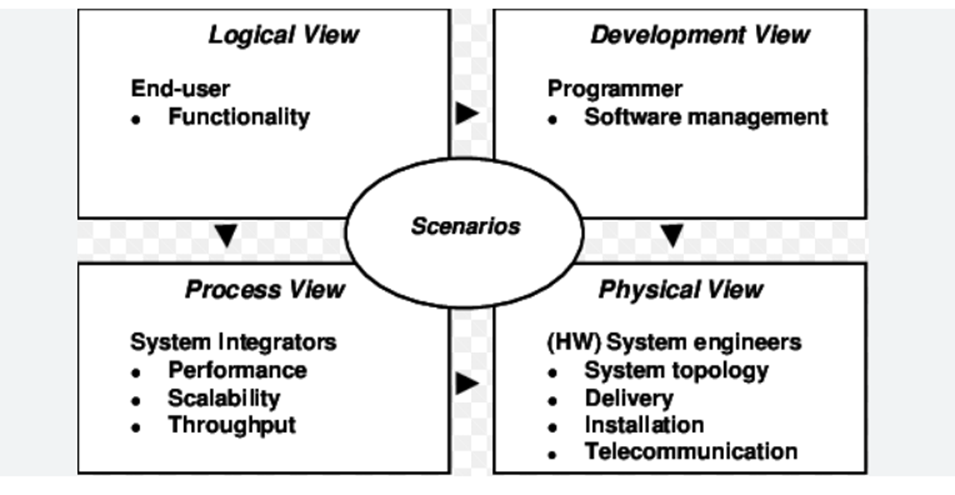 Logical View
End-user
• Functionality
Development View
Programmer
• Software management
Scenarios
Process View
System Integrators
• Performance
• Scalability
• Throughput
Physical View
(HW) System engineers
• System topology
• Delivery
• Installation
• Telecommunication